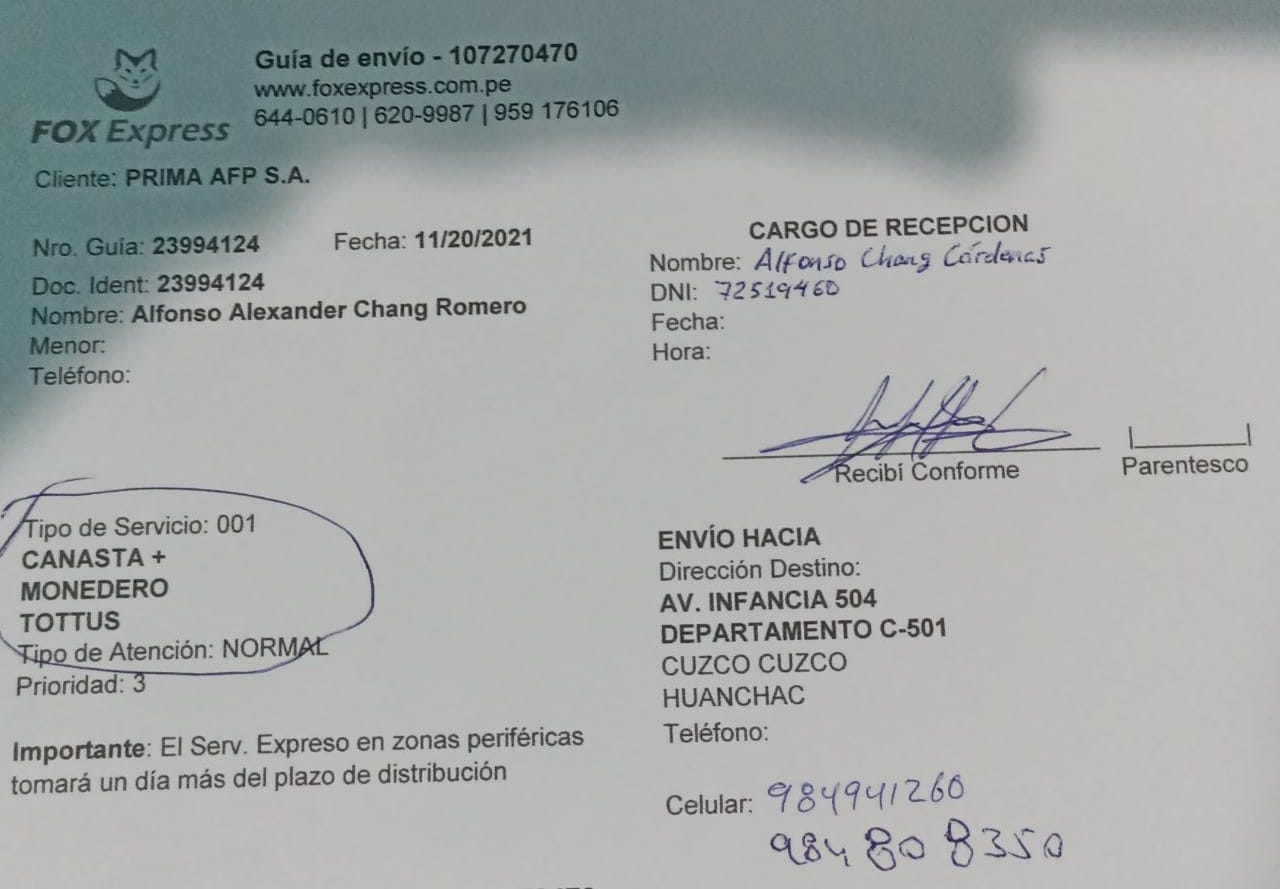 Guía de envío - 107270470
www.foxexpress.com.pe
644-0610 | 620-9987 | 959 176106
FOX Express
Cliente: PRIMA AFP S.A.
Nro. Guía: 23994124 Fecha: 11/20/2021
Doc. Ident: 23994124
Nombre: Alfonso Alexander Chang Romero
Menor:
Teléfono:
CARGO DE RECEPCION
Nombre: Alfonso Chang Cárdenas
DNI: 72519460
Fecha:
Hora:
Recibí Conforme
Parentesco
Tipo de Servicio: 001
CANASTA +
MONEDERO
TOTTUS
Tipo de Atención: NORMAL
Prioridad: 3
Importante: El Serv. Expreso en zonas periféricas
tomará un día más del plazo de distribución
ENVÍO HACIA
Dirección Destino:
AV. INFANCIA 504
DEPARTAMENTO C-501
CUZCO CUZCO
HUANCHAC
Teléfono:
Celular: 984941260
984 80 8350